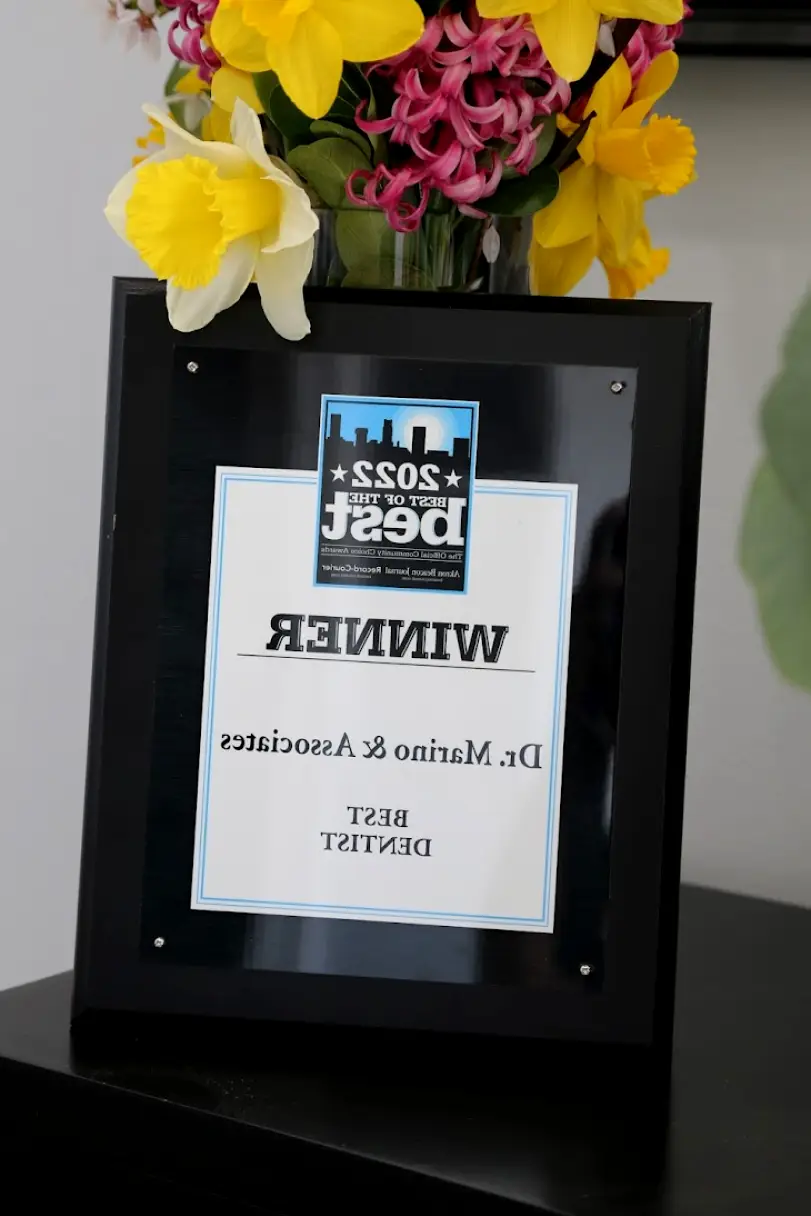 2022
BEST OF THE
best
The Official Community Choice Awards
Akron Beacon Journal Record-Courier
WINNER
Dr. Marino & Associates
BEST
DENTIST